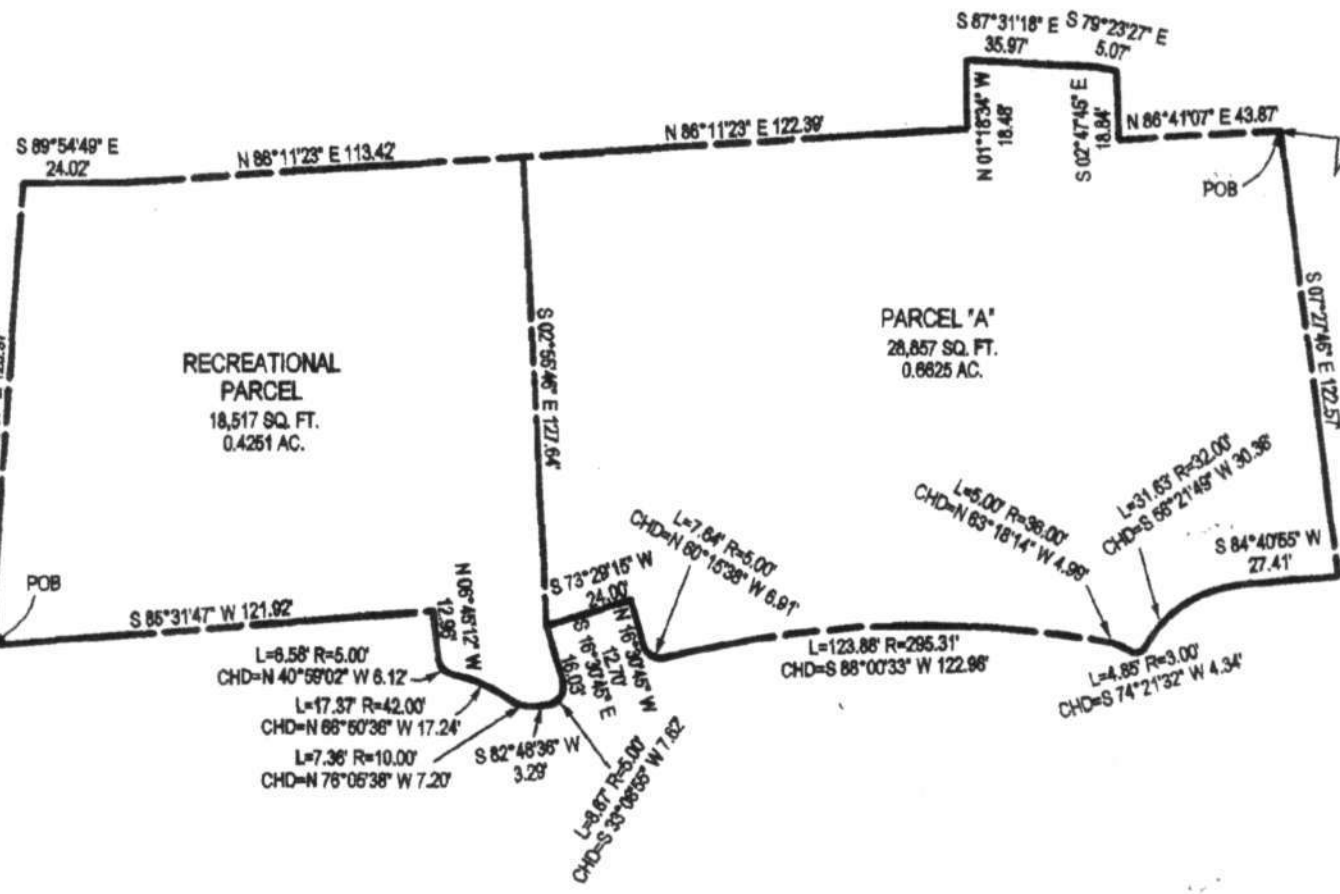 S 87°31'18" E
35.97'
S 79°23'27" E
5.07'
N 01°18'34" W
18.48'
S 02°47'45" E
18.84'
N 86°41'07" E 43.87'
S 89°54'49" E
24.02'
N 86°11'23" E 113.42'
N 86°11'23" E 122.39'
POB
S 07°27'46" E 122.57'
RECREATIONAL
PARCEL
18,517 SQ. FT.
0.4251 AC.
S 02°55'46" E 127.64'
PARCEL "A"
28,857 SQ. FT.
0.6625 AC.
L=31.63' R=32.00'
CHD=S 56°21'49" W 30.36'
L=5.00' R=38.00'
CHD=N 63°18'14" W 4.99'
L=7.64' R=5.00'
CHD=N 60°15'38" W 6.91'
S 84°40'55" W
27.41'
POB
S 85°31'47" W 121.92'
N 06°45'12" W
12.96'
S 73°29'15" W
24.00'
N 16°30'45" W
12.70'
S 16°30'45" E
16.03'
L=123.88' R=295.31'
CHD=S 88°00'33" W 122.98'
L=4.85' R=3.00'
CHD=S 74°21'32" W 4.34'
L=6.58' R=5.00'
CHD=N 40°59'02" W 6.12'
L=17.37' R=42.00'
CHD=N 66°50'36" W 17.24'
L=7.36' R=10.00'
CHD=N 76°05'38" W 7.20'
S 82°48'36" W
3.29'
L=8.67' R=5.00'
CHD=S 33°08'55" W 7.62'